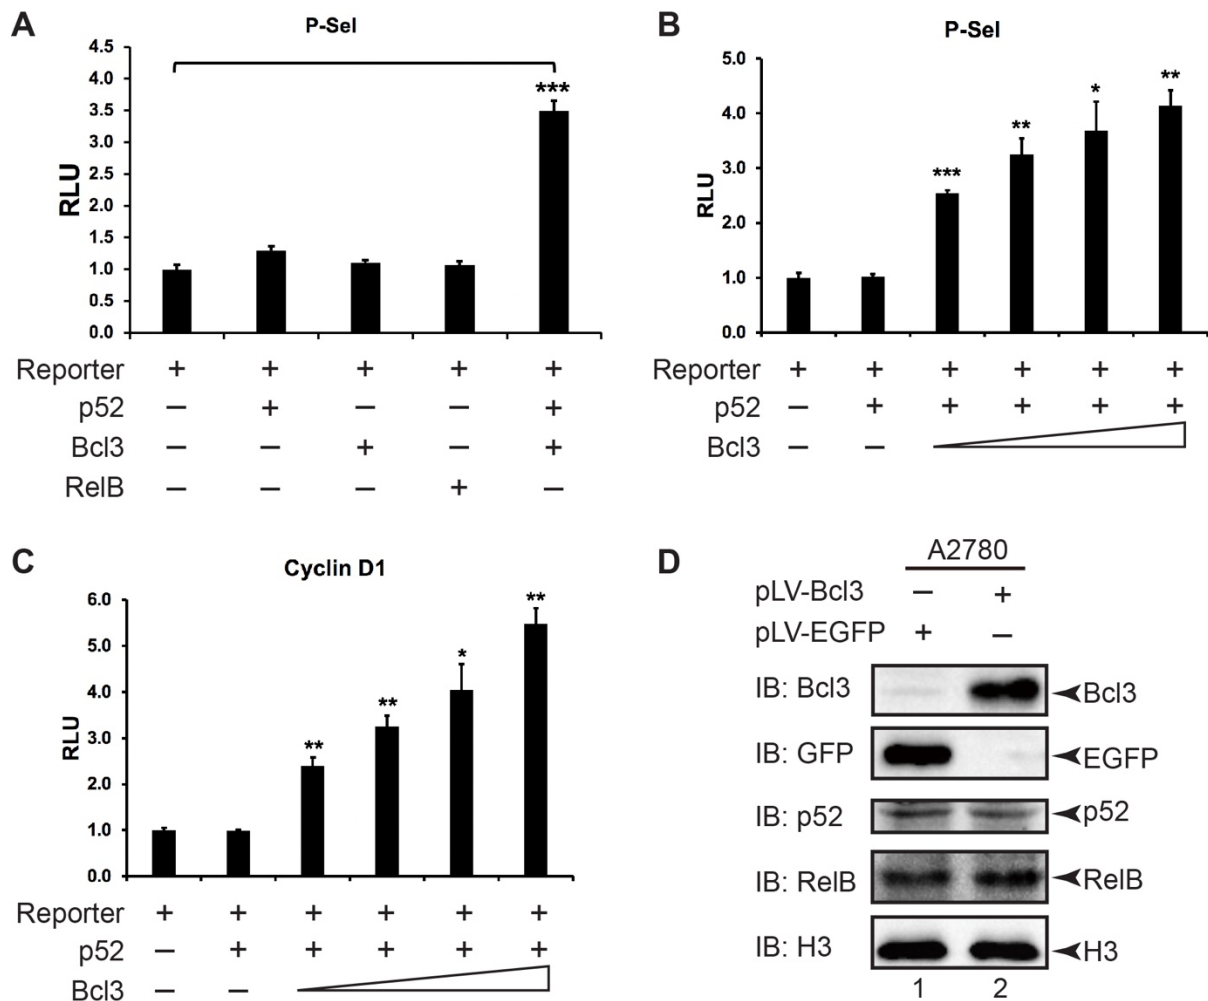 A
P-Sel
RLU
4.5
4.0
3.5
3.0
2.5
2.0
1.5
1.0
0.5
0.0
***
Reporter + + + + +
p52 – + – – +
Bcl3 – – + – +
RelB – – – + –
B
P-Sel
RLU
5.0
4.0
3.0
2.0
1.0
0.0
*** ** * **
Reporter + + + + + +
p52 – + + + + +
Bcl3 – –
C
Cyclin D1
RLU
6.0
5.0
4.0
3.0
2.0
1.0
0.0
** ** * **
Reporter + + + + + +
p52 – + + + + +
Bcl3 – –
D
A2780
pLV-Bcl3 – +
pLV-EGFP + –
IB: Bcl3 Bcl3
IB: GFP EGFP
IB: p52 p52
IB: RelB RelB
IB: H3 H3
1 2